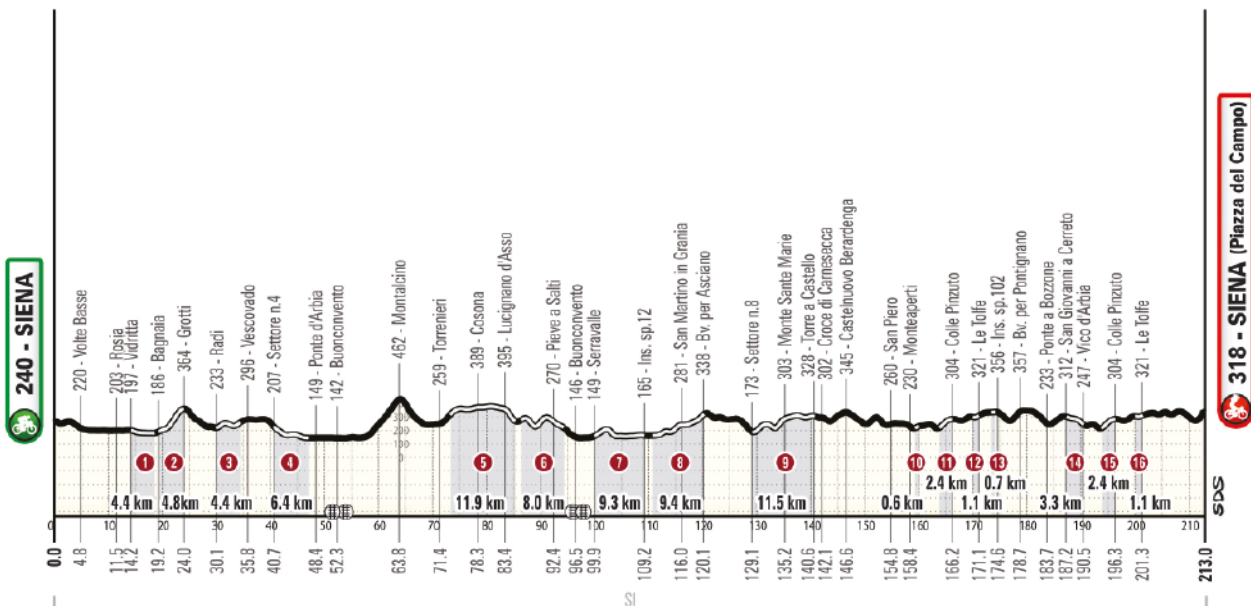 240 - SIENA
220 - Volte Basse
203 - Rosia
197 - Vidritta
186 - Bagnaia
364 - Grotti
233 - Radi
296 - Vescovado
207 - Settore n.4
149 - Ponte d'Arbia
142 - Buonconvento
462 - Montalcino
259 - Torrenieri
389 - Cosona
395 - Lucignano d'Asso
270 - Pieve a Salti
146 - Buonconvento
149 - Serravalle
165 - Ins. sp.12
281 - San Martino in Grania
338 - Bv. per Asciano
173 - Settore n.8
303 - Monte Sante Marie
328 - Torre a Castello
302 - Croce di Carnesecca
345 - Castelnuovo Berardenga
260 - San Piero
230 - Monteaperti
304 - Colle Pinzuto
321 - Le Tolfe
356 - Ins. sp.102
357 - Bv. per Pontignano
233 - Ponte a Bozzone
312 - San Giovanni a Cerreto
247 - Vico d'Arbia
304 - Colle Pinzuto
321 - Le Tolfe
318 - SIENA (Piazza del Campo)
300
200
100
0
1 2 3 4 5 6 7 8 9 10 11 12 13 14 15 16
2.4 km 0.7 km 2.4 km
4.4 km 4.8km 4.4 km 6.4 km 11.9 km 8.0 km 9.3 km 9.4 km 11.5 km 0.6 km 1.1 km 3.3 km 1.1 km
SDS
0 10 20 30 40 50 60 70 80 90 100 110 120 130 140 150 160 170 180 190 200 210
0.0
4.8
11.5
14.2
19.2
24.0
30.1
35.8
40.7
48.4
52.3
63.8
71.4
78.3
83.4
92.4
96.5
99.9
109.2
116.0
120.1
129.1
135.2
140.6
142.1
146.6
154.8
158.4
166.2
171.1
174.6
178.7
183.7
187.2
190.5
196.3
201.3
213.0
SI